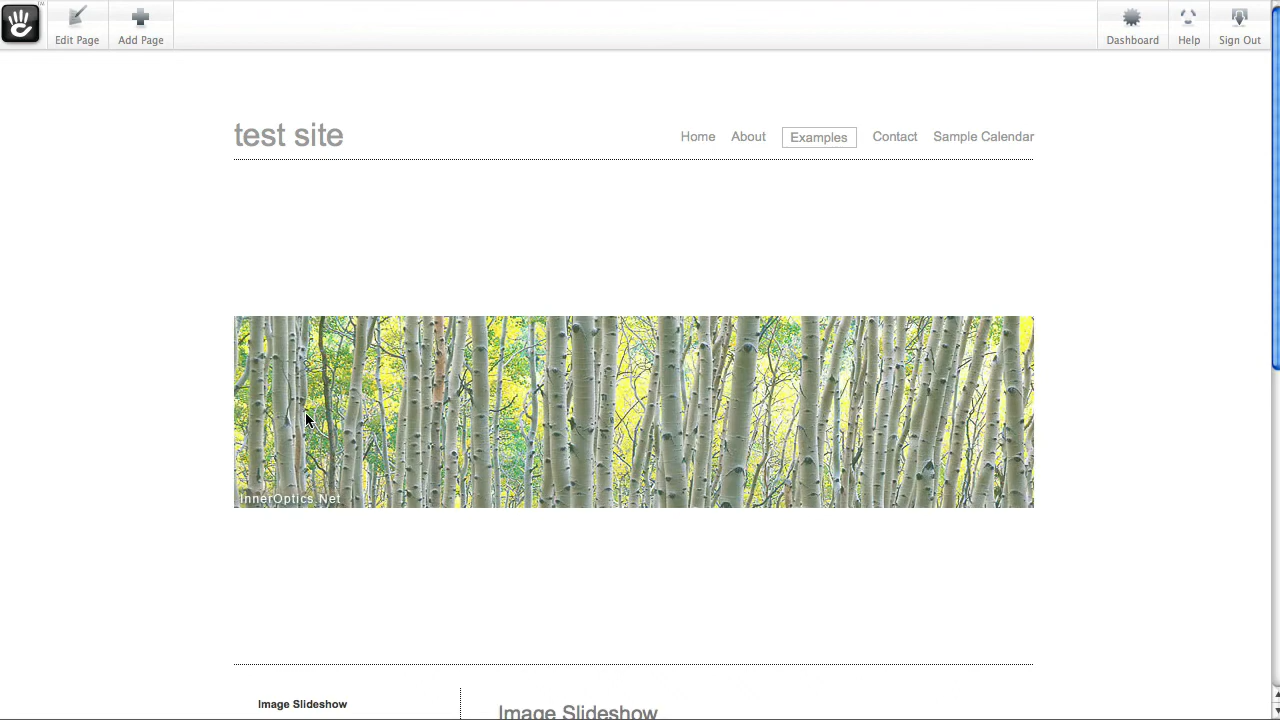 TM
Edit Page
Add Page
Dashboard
Help
Sign Out
test site
Home
About
Examples
Contact
Sample Calendar
InnerOptics.Net
Image Slideshow
Image Slideshow